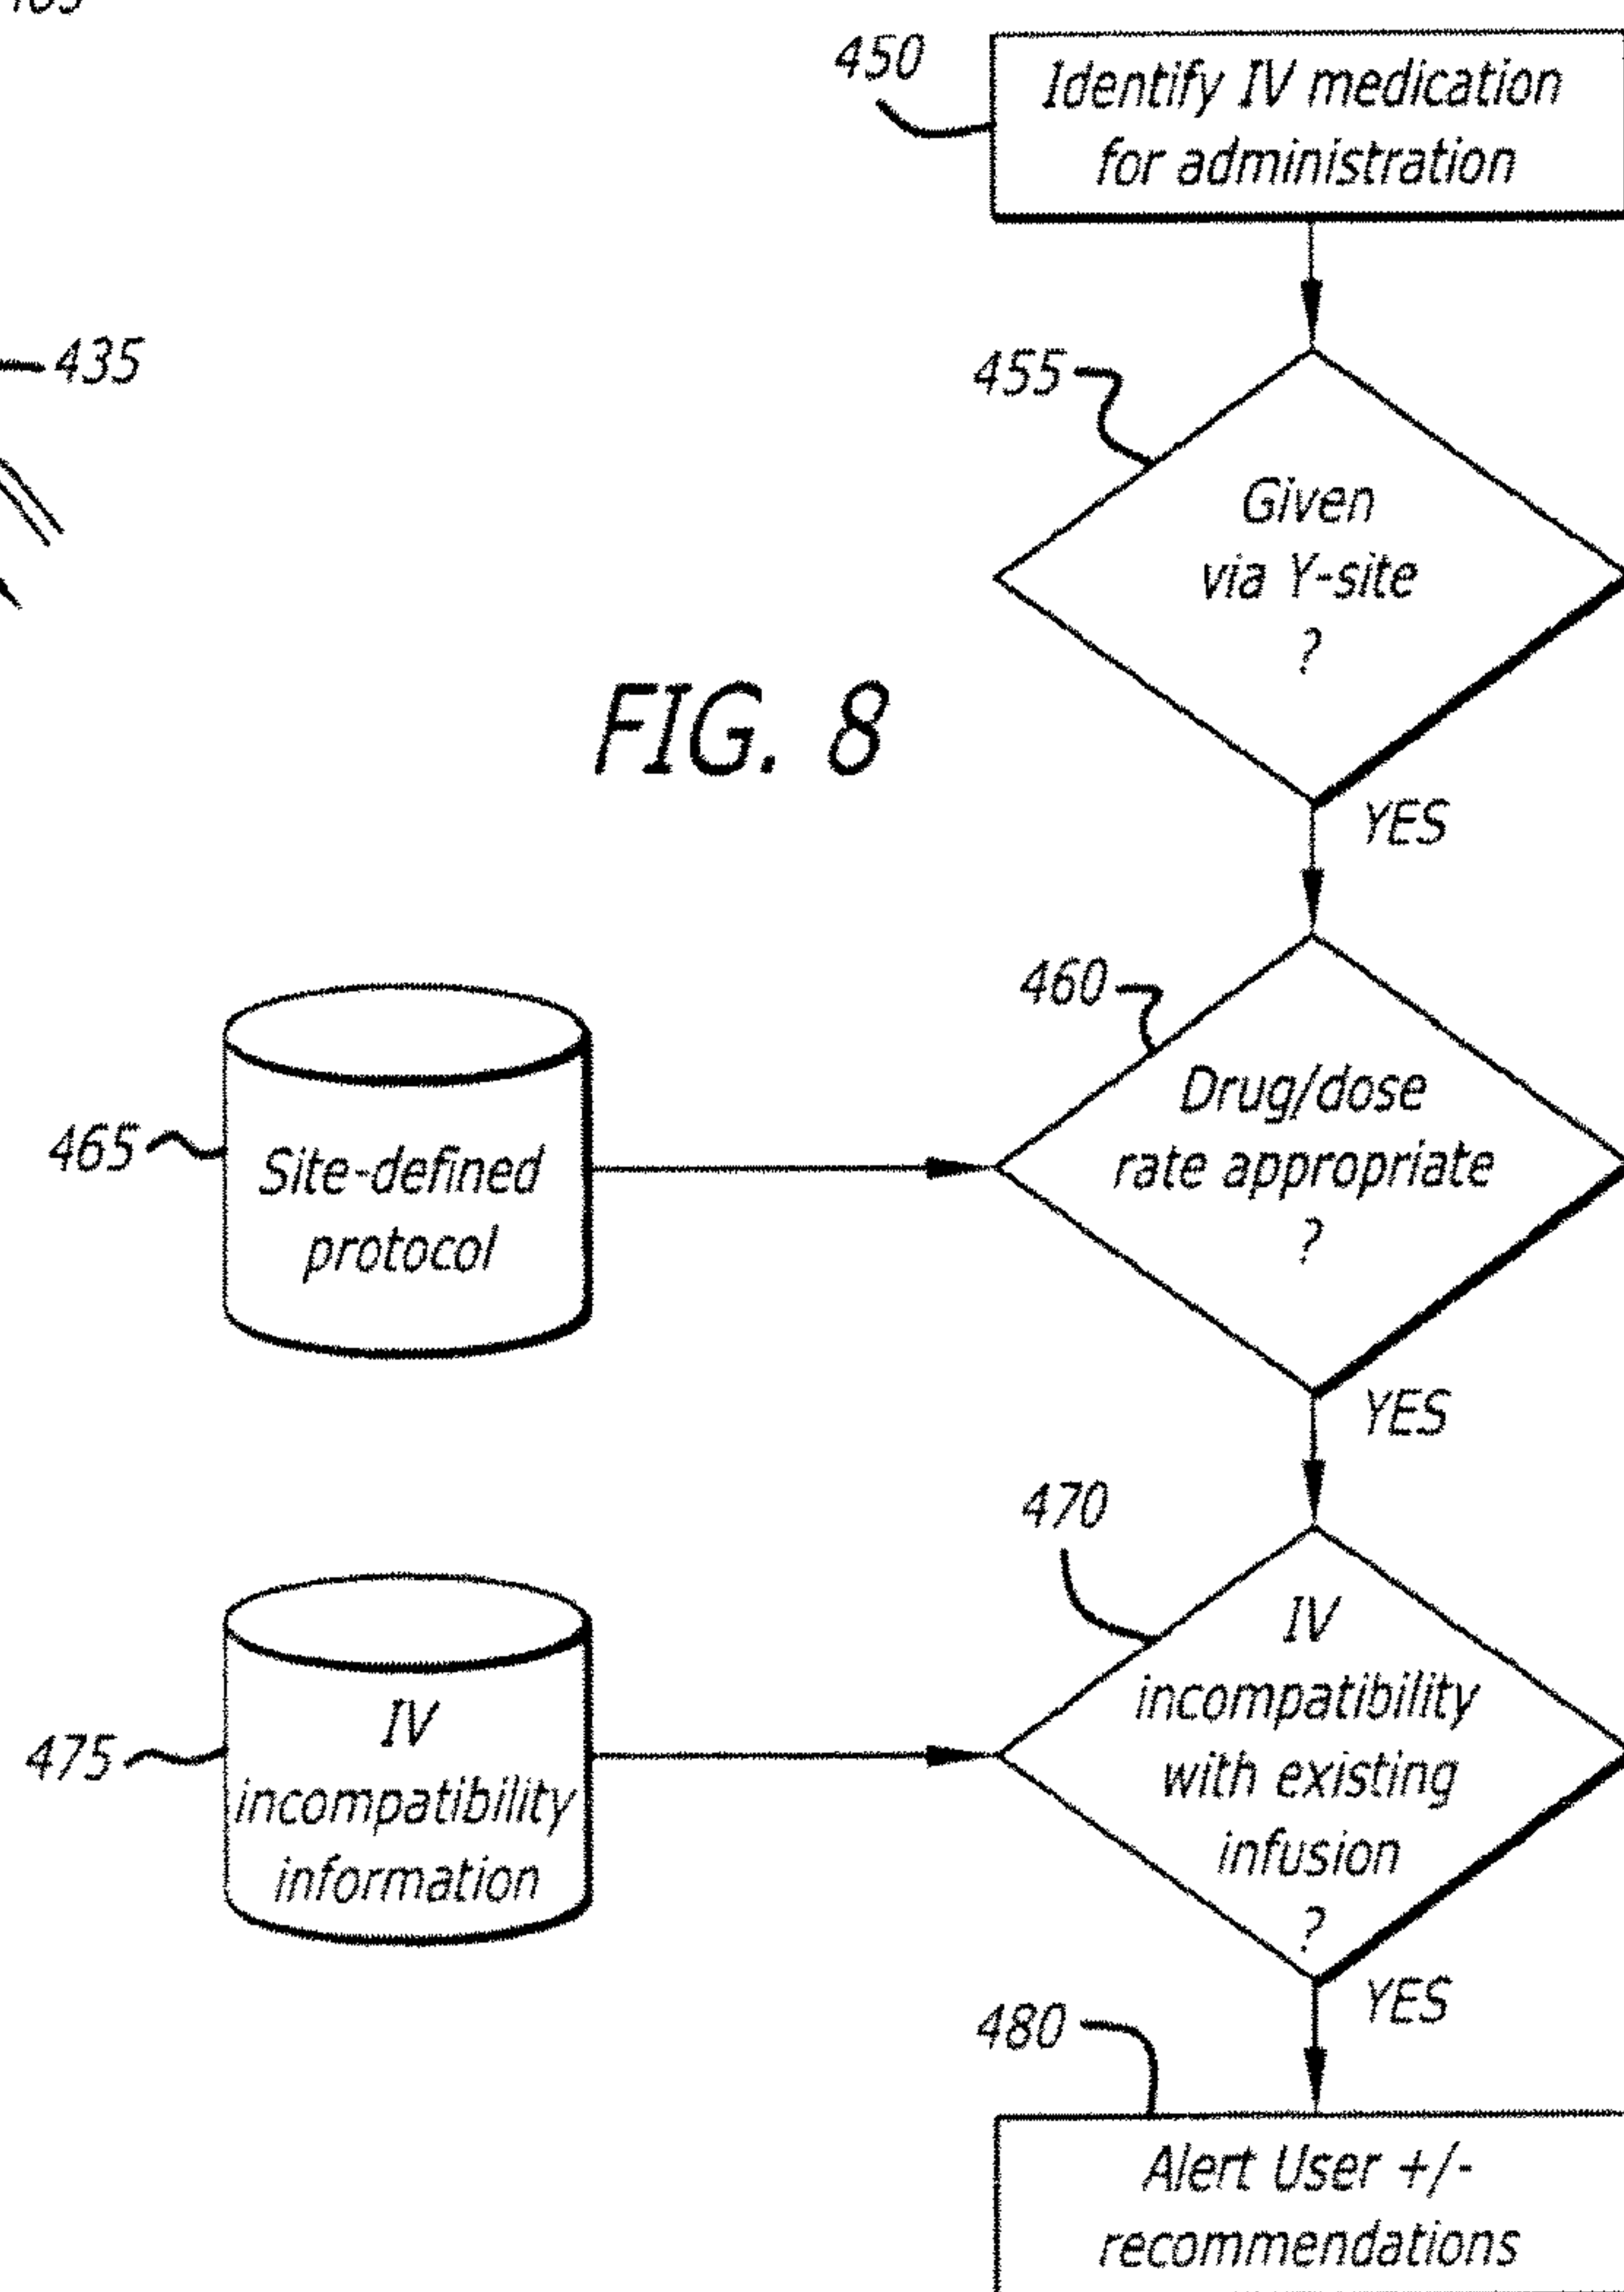 450
Identify IV medication
for administration
435
455
Given
via Y-site
?
FIG. 8
YES
460
Drug/dose
rate appropriate
?
465
Site-defined
protocol
YES
470
IV
incompatibility
with existing
infusion
?
475
IV
incompatibility
information
YES
480
Alert User +/-
recommendations